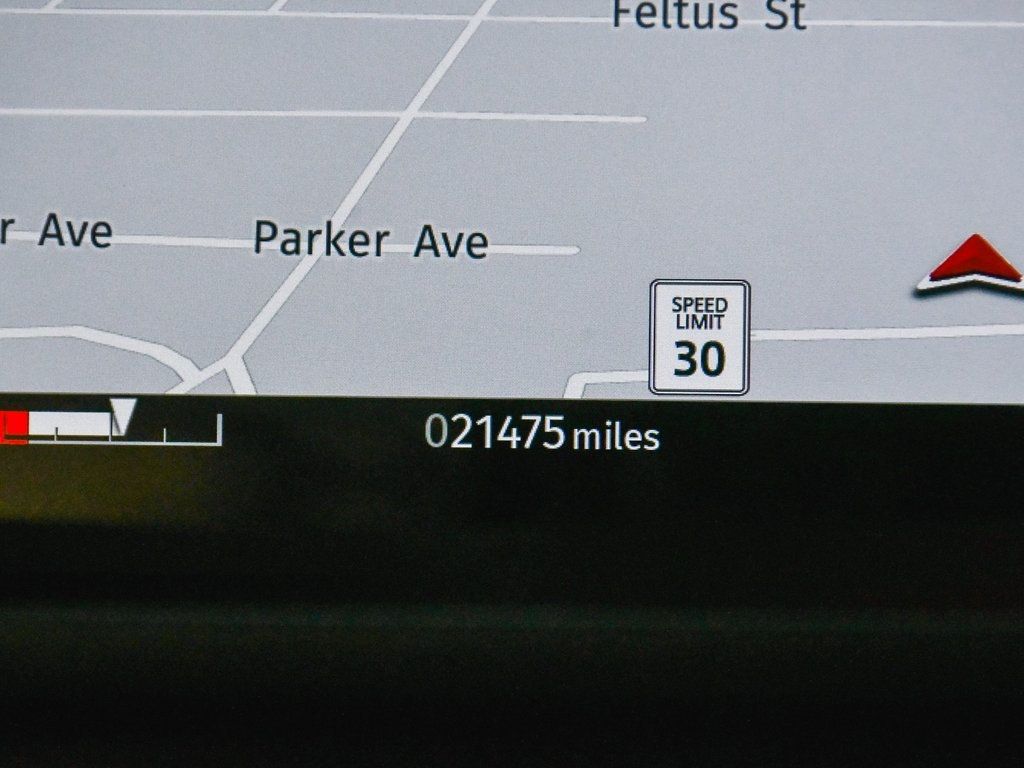 Feltus St
r Ave
Parker Ave
SPEED
LIMIT
30
021475 miles